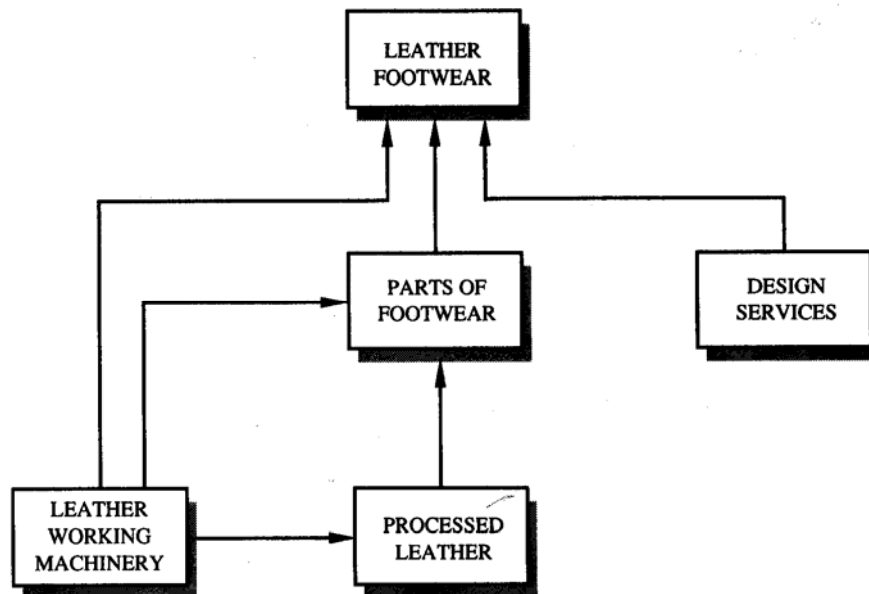 LEATHER
FOOTWEAR
PARTS OF
FOOTWEAR
DESIGN
SERVICES
LEATHER
WORKING
MACHINERY
PROCESSED
LEATHER